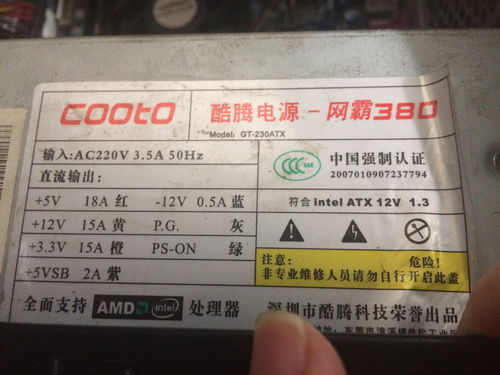 COOTO 酷腾电源-网霸380
Model: GT-230ATX
输入:AC220V 3.5A 50Hz
直流输出:
+5V 18A 红 -12V 0.5A 蓝
+12V 15A 黄 P.G. 灰
+3.3V 15A 橙 PS-ON 绿
+5VSB 2A 紫
CCC S&E
中国强制认证
2007010907237794
符合 intel ATX 12V 1.3
注意: 危险!
非专业维修人员请勿自行开启此盖
全面支持 AMD intel 处理器
深圳市酷腾科技荣誉出品